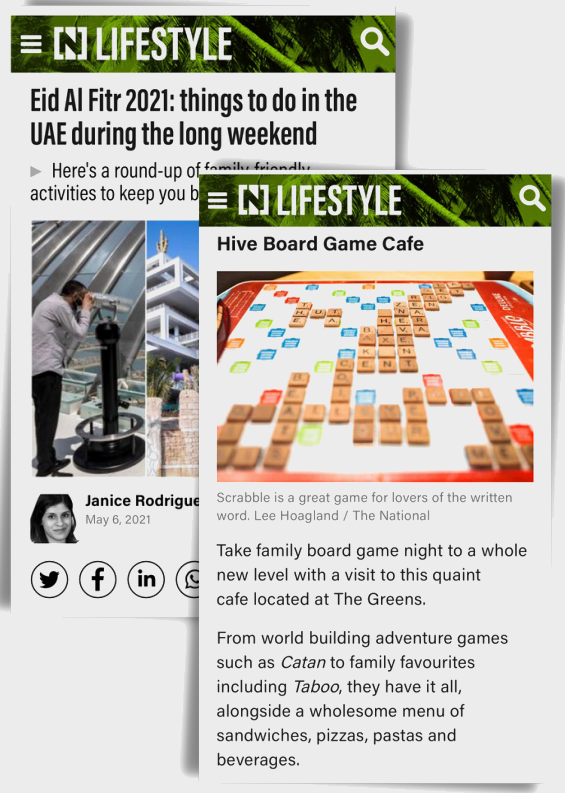 N LIFESTYLE
Eid Al Fitr 2021: things to do in the
UAE during the long weekend
Here's a round-up of family-friendly
activities to keep you
Janice
May 6, 2021
N LIFESTYLE
Hive Board Game Cafe
Scrabble is a great game for lovers of the written
word. Lee Hoagland / The National
Take family board game night to a whole
new level with a visit to this quaint
cafe located at The Greens.
From world building adventure games
such as Catan to family favourites
including Taboo, they have it all,
alongside a wholesome menu of
sandwiches, pizzas, pastas and
beverages.